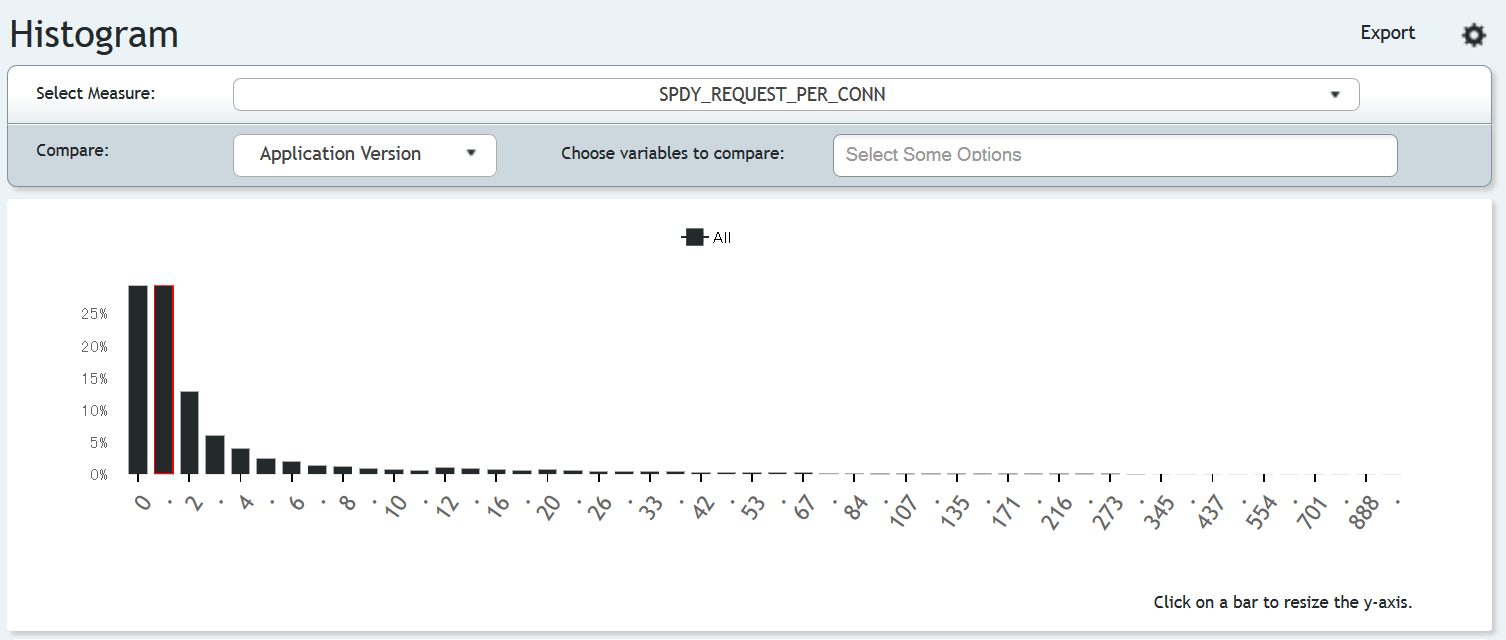 Histogram
Export
Select Measure:
SPDY_REQUEST_PER_CONN
Compare:
Application Version
Choose variables to compare:
Select Some Options
All
25%
20%
15%
10%
5%
0%
0 · 2 · 4 · 6 · 8 · 10 · 12 · 16 · 20 · 26 · 33 · 42 · 53 · 67 · 84 · 107 · 135 · 171 · 216 · 273 · 345 · 437 · 554 · 701 · 888 ·
Click on a bar to resize the y-axis.